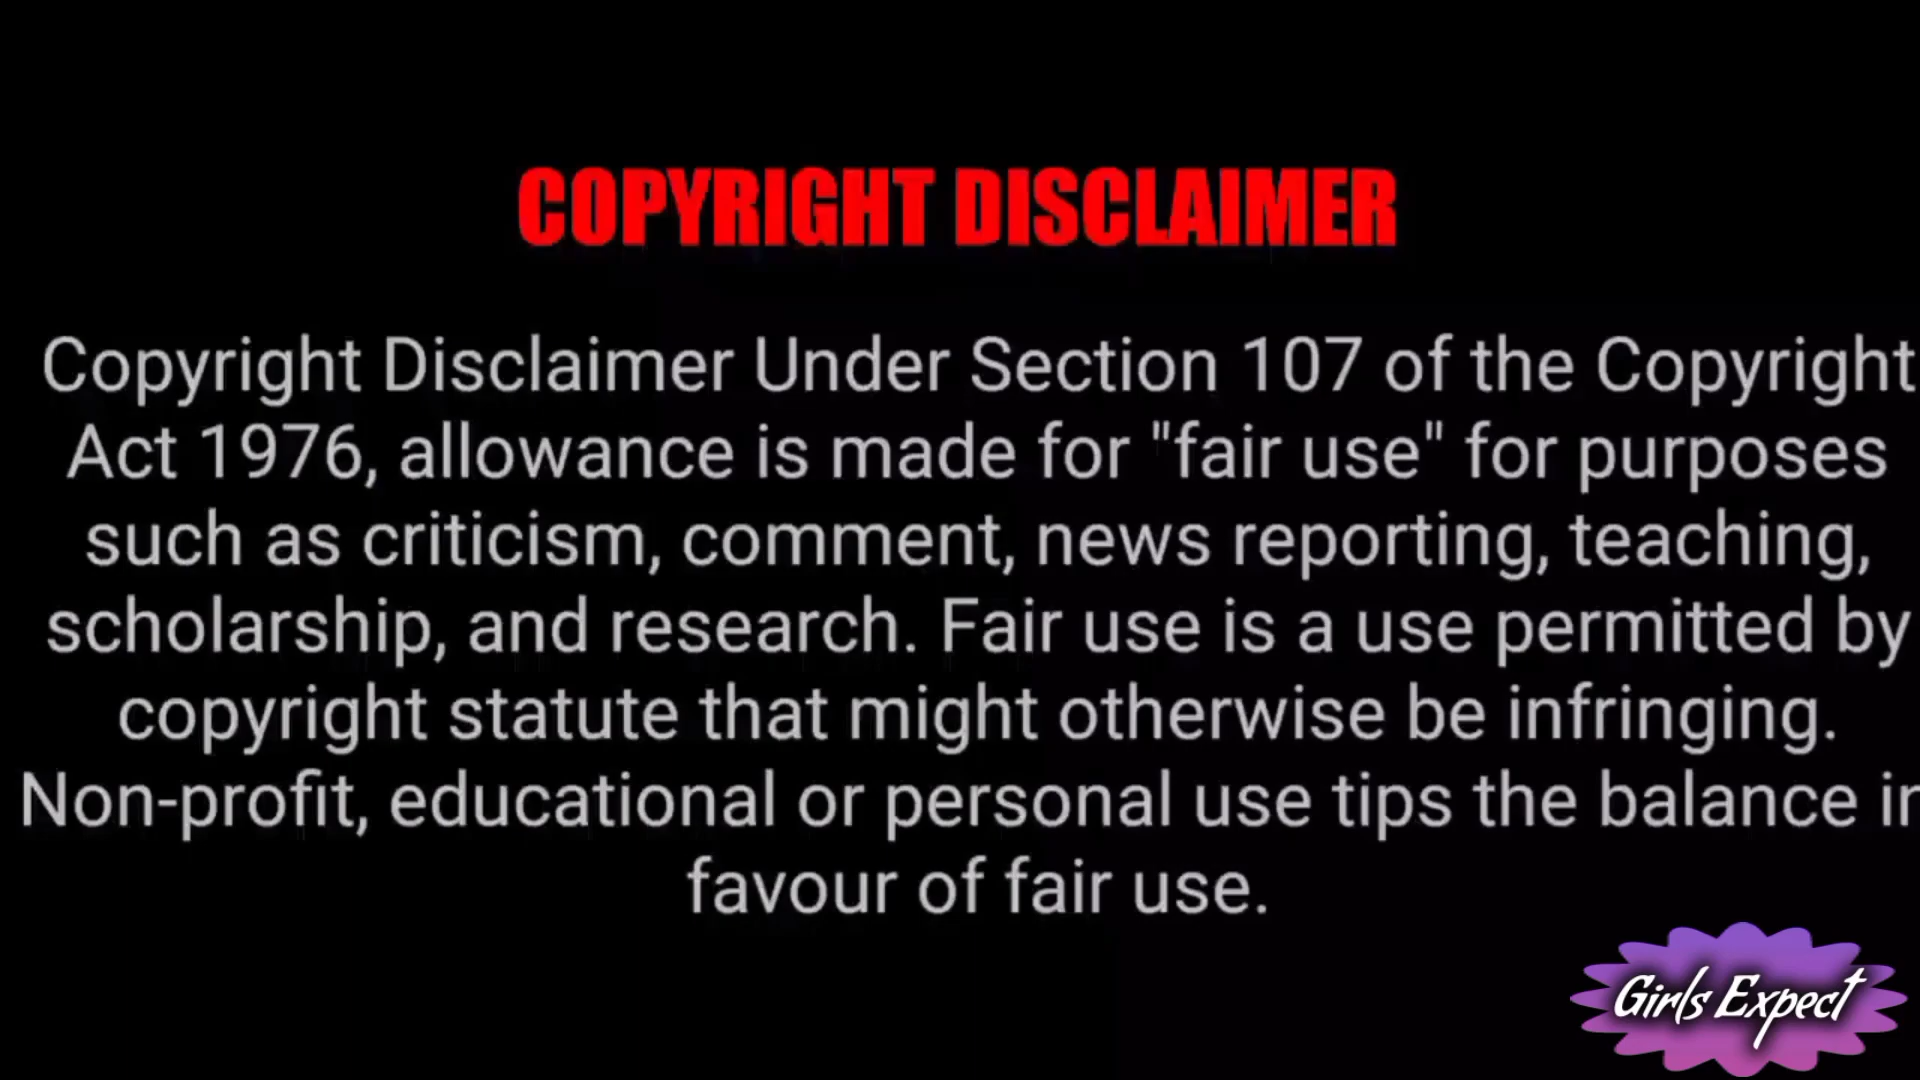 COPYRIGHT DISCLAIMER
Copyright Disclaimer Under Section 107 of the Copyright
Act 1976, allowance is made for "fair use" for purposes
such as criticism, comment, news reporting, teaching,
scholarship, and research. Fair use is a use permitted by
copyright statute that might otherwise be infringing.
Non-profit, educational or personal use tips the balance in
favour of fair use.
Girls Expect